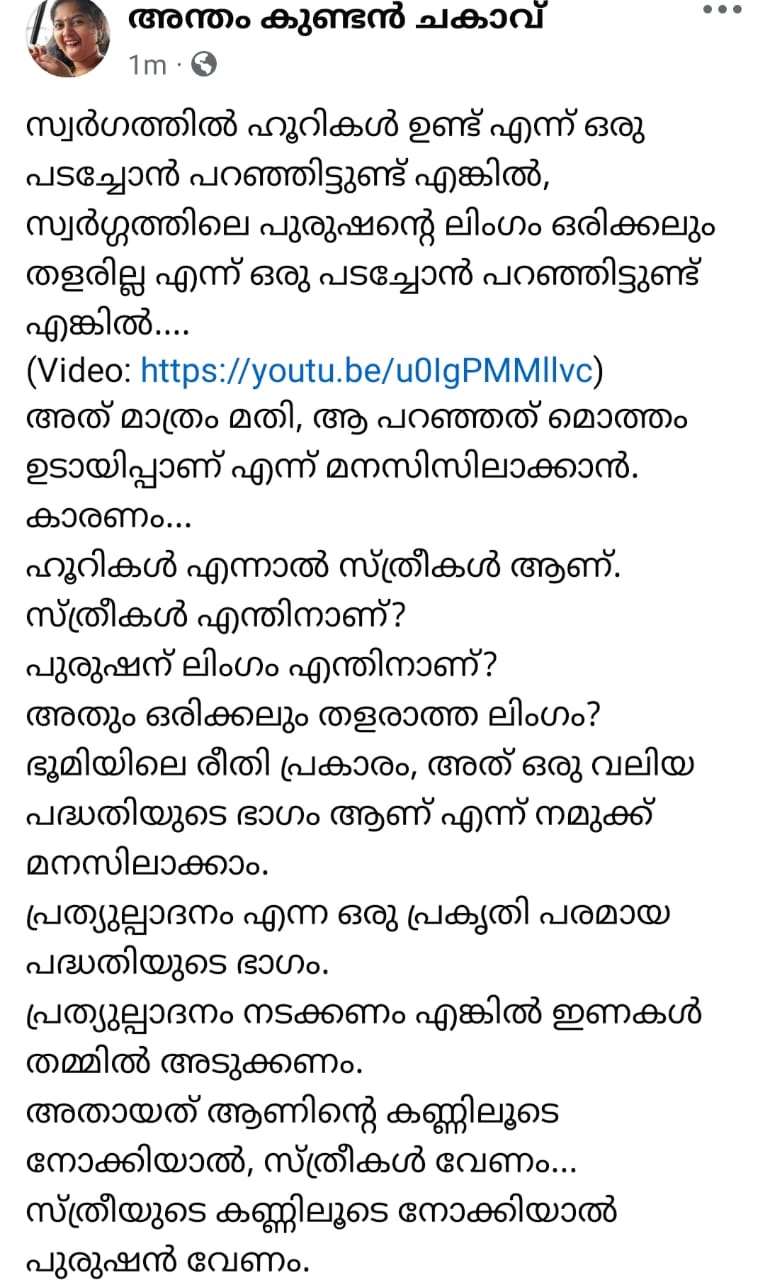 അന്തം കുണ്ടൻ ചകാവ്
1m ·
സ്വർഗത്തിൽ ഹൂറികൾ ഉണ്ട് എന്ന് ഒരു
പടച്ചോൻ പറഞ്ഞിട്ടുണ്ട് എങ്കിൽ,
സ്വർഗ്ഗത്തിലെ പുരുഷന്റെ ലിംഗം ഒരിക്കലും
തളരില്ല എന്ന് ഒരു പടച്ചോൻ പറഞ്ഞിട്ടുണ്ട്
എങ്കിൽ....
(Video: https://youtu.be/u0IgPMMllvc)
അത് മാത്രം മതി, ആ പറഞ്ഞത് മൊത്തം
ഉടായിപ്പാണ് എന്ന് മനസിസിലാക്കാൻ.
കാരണം...
ഹൂറികൾ എന്നാൽ സ്ത്രീകൾ ആണ്.
സ്ത്രീകൾ എന്തിനാണ്?
പുരുഷന് ലിംഗം എന്തിനാണ്?
അതും ഒരിക്കലും തളരാത്ത ലിംഗം?
ഭൂമിയിലെ രീതി പ്രകാരം, അത് ഒരു വലിയ
പദ്ധതിയുടെ ഭാഗം ആണ് എന്ന് നമുക്ക്
മനസിലാക്കാം.
പ്രത്യുല്പാദനം എന്ന ഒരു പ്രകൃതി പരമായ
പദ്ധതിയുടെ ഭാഗം.
പ്രത്യുല്പാദനം നടക്കണം എങ്കിൽ ഇണകൾ
തമ്മിൽ അടുക്കണം.
അതായത് ആണിന്റെ കണ്ണിലൂടെ
നോക്കിയാൽ, സ്ത്രീകൾ വേണം...
സ്ത്രീയുടെ കണ്ണിലൂടെ നോക്കിയാൽ
പുരുഷൻ വേണം.